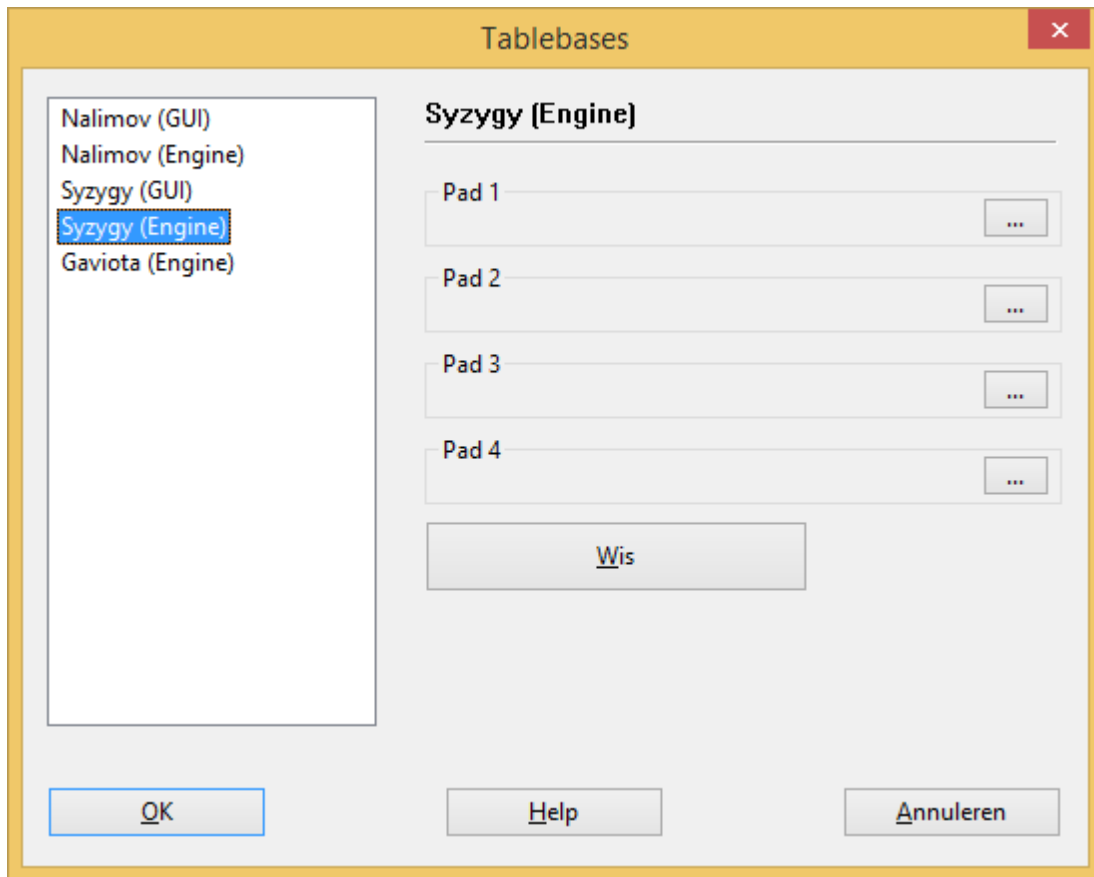 Tablebases
Nalimov (GUI)
Nalimov (Engine)
Syzygy (GUI)
Syzygy (Engine)
Gaviota (Engine)
Syzygy (Engine)
Pad 1
...
Pad 2
...
Pad 3
...
Pad 4
...
Wis
OK
Help
Annuleren